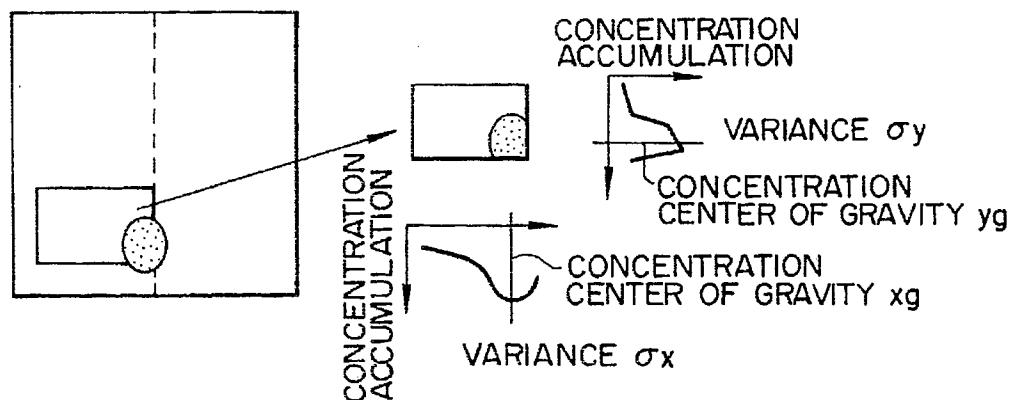 CONCENTRATION
ACCUMULATION
VARIANCE σy
CONCENTRATION
CENTER OF GRAVITY yg
CONCENTRATION
ACCUMULATION
CONCENTRATION
CENTER OF GRAVITY xg
VARIANCE σx